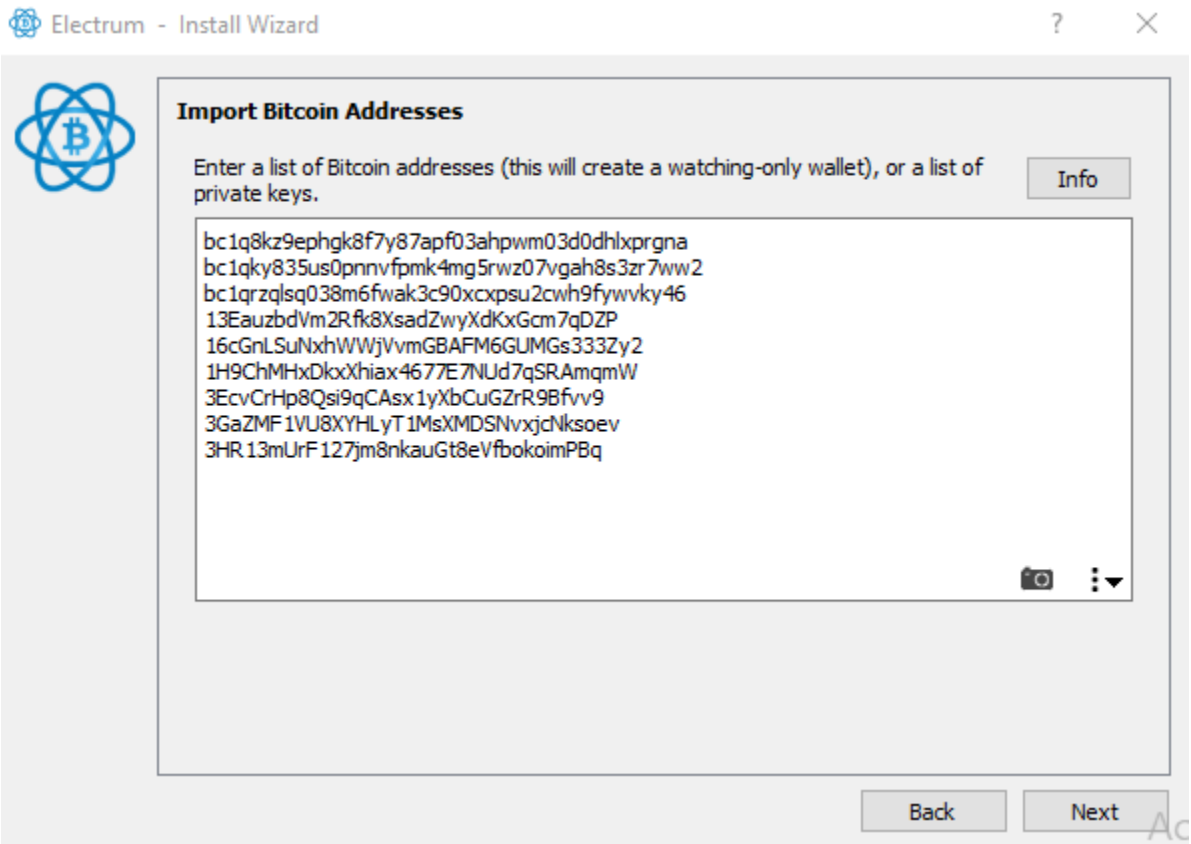 Electrum - Install Wizard
Import Bitcoin Addresses
Enter a list of Bitcoin addresses (this will create a watching-only wallet), or a list of
private keys.
Info
bc1q8kz9ephgk8f7y87apf03ahpwm03d0dhlxprgna
bc1qky835us0pnnvfpmk4mg5rwz07vgah8s3zr7ww2
bc1qrzqlsq038m6fwak3c90xcxpsu2cwh9fywvky46
13EauzbdVm2Rfk8XsadZwyXdKxGcm7qDZP
16cGnLSuNxhWWjVvmGBAFM6GUMGs333Zy2
1H9ChMHxDkxXhiax4677E7NUd7qSRAmqmW
3EcvCrHp8Qsi9qCAsx1yXbCuGZrR9Bfvv9
3GaZMF1VU8XYHLyT1MsXMDSNvxjcNksoev
3HR13mUrF127jm8nkauGt8eVfbokoimPBq
Back
Next